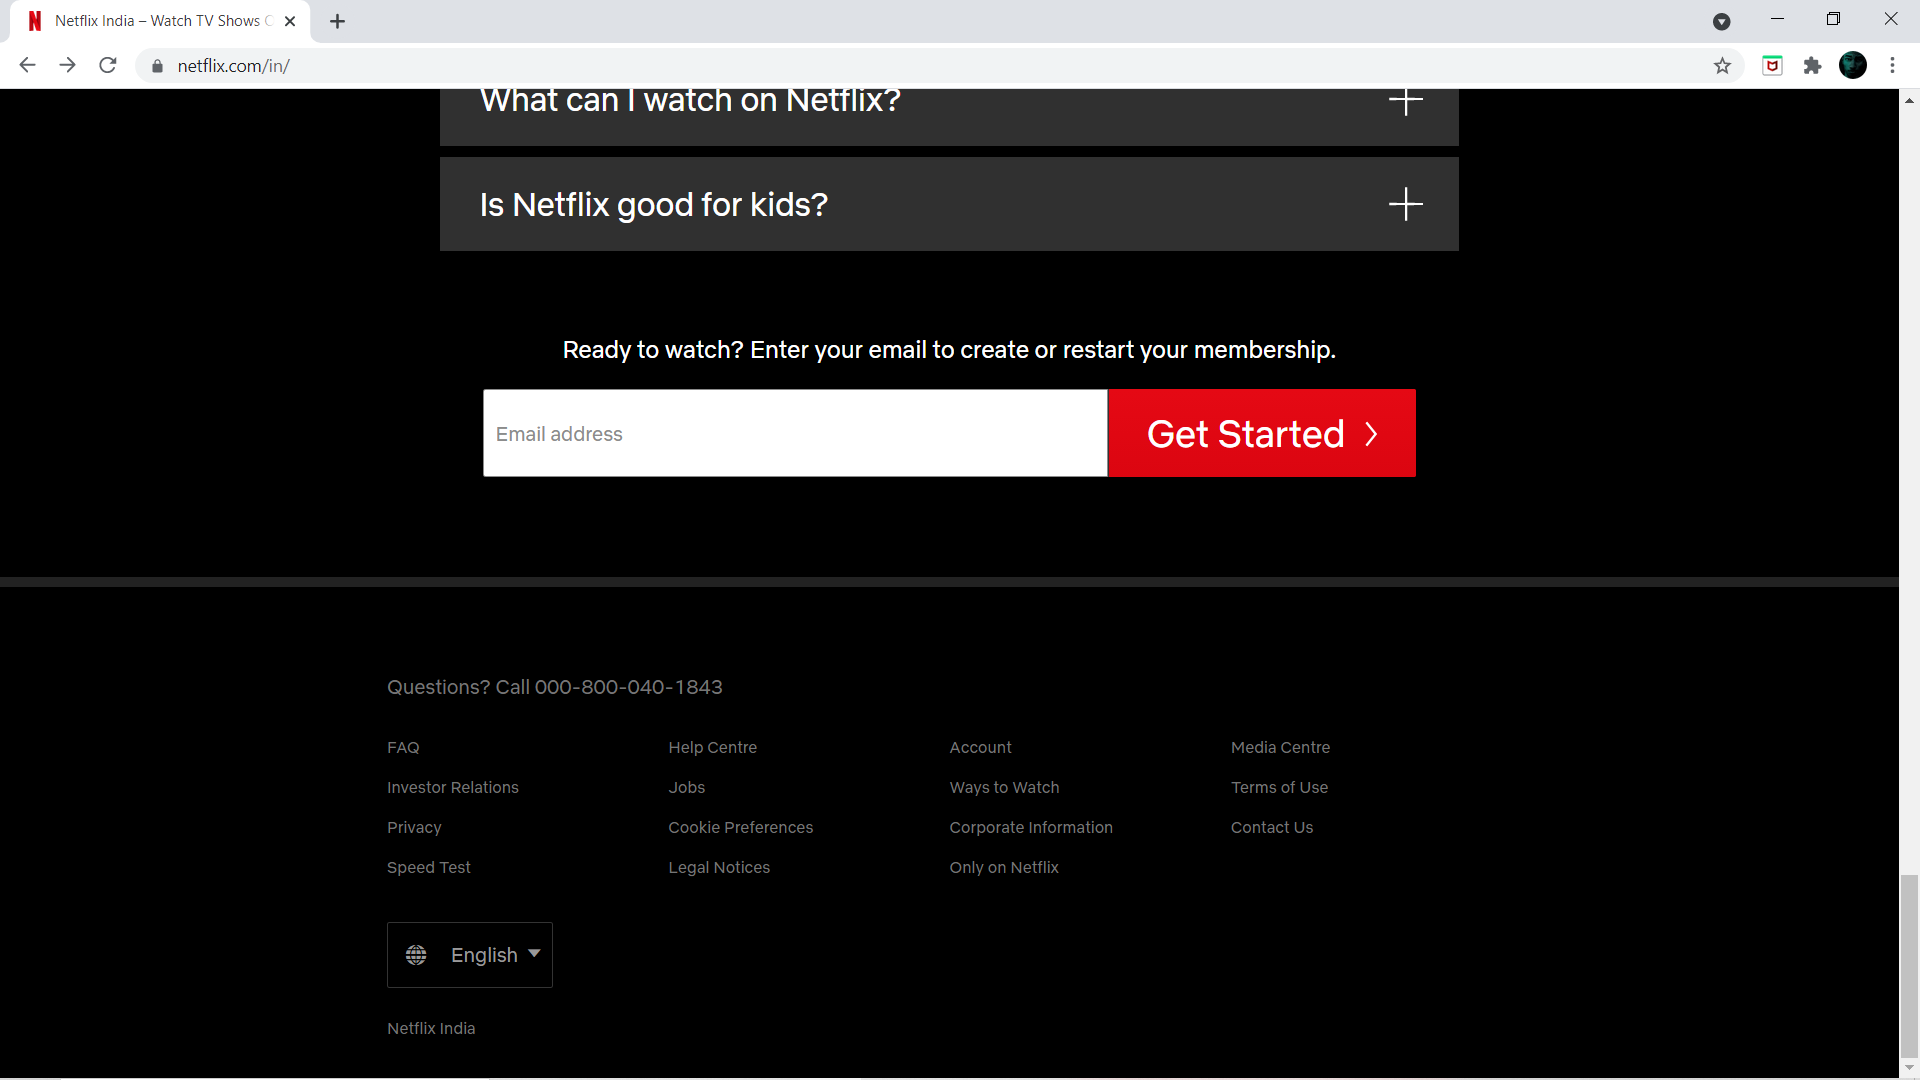 Netflix India – Watch TV Shows
netflix.com/in/
What can I watch on Netflix?
Is Netflix good for kids?
Ready to watch? Enter your email to create or restart your membership.
Email address
Get Started
Questions? Call 000-800-040-1843
FAQ Help Centre Account Media Centre
Investor Relations Jobs Ways to Watch Terms of Use
Privacy Cookie Preferences Corporate Information Contact Us
Speed Test Legal Notices Only on Netflix
English
Netflix India